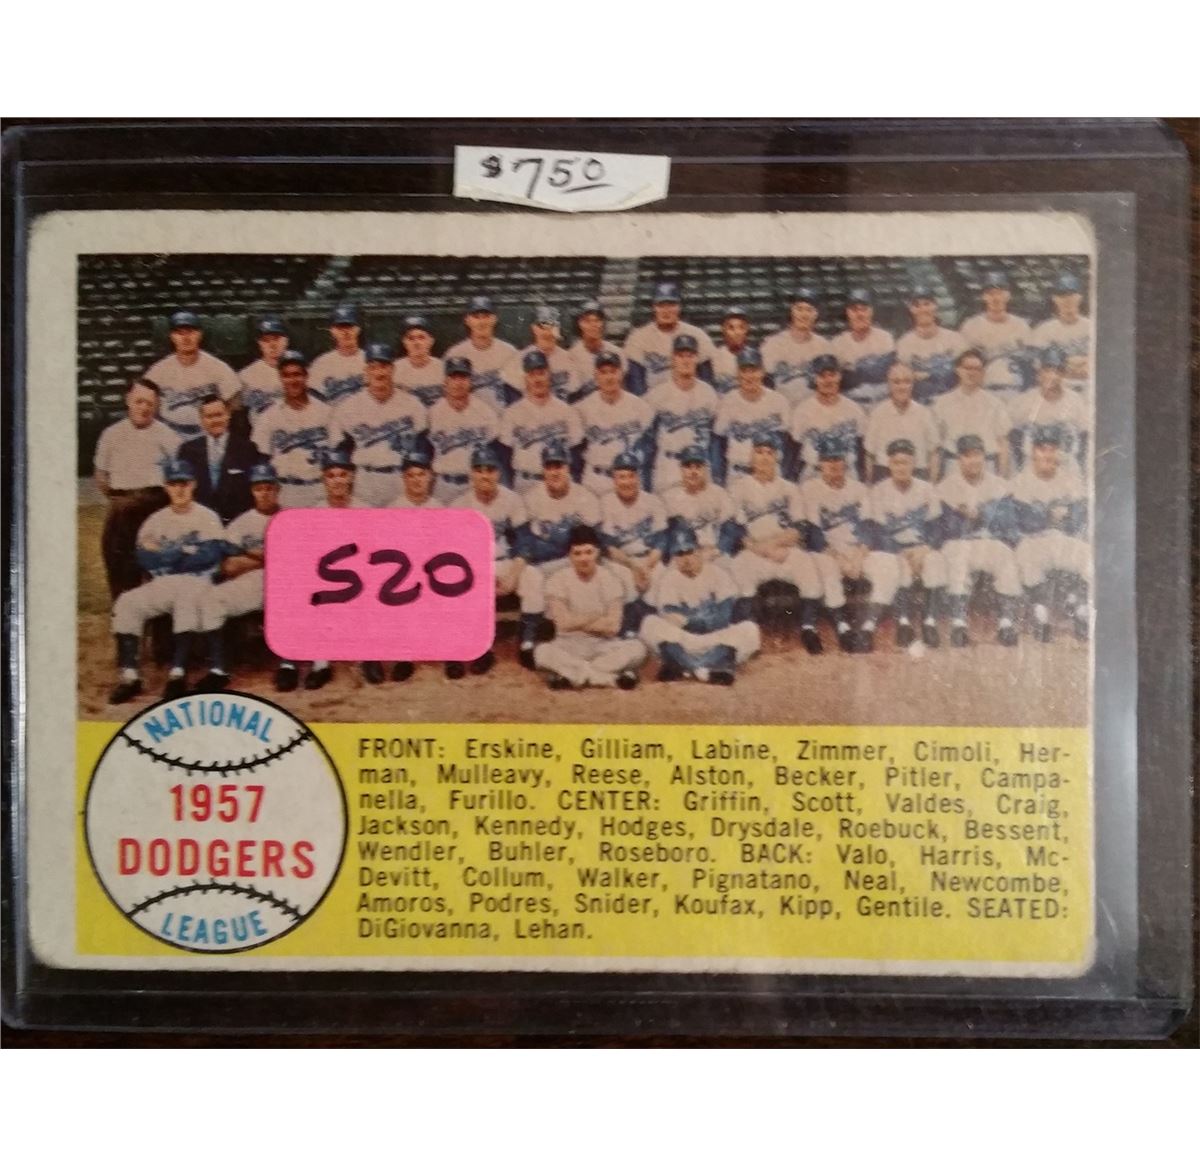 $750
520
NATIONAL
1957
DODGERS
LEAGUE
FRONT: Erskine, Gilliam, Labine, Zimmer, Cimoli, Her-
man, Mulleavy, Reese, Alston, Becker, Pitler, Campa-
nella, Furillo. CENTER: Griffin, Scott, Valdes, Craig,
Jackson, Kennedy, Hodges, Drysdale, Roebuck, Bessent,
Wendler, Buhler, Roseboro. BACK: Valo, Harris, Mc-
Devitt, Collum, Walker, Pignatano, Neal, Newcombe,
Amoros, Podres, Snider, Koufax, Kipp, Gentile. SEATED:
DiGiovanna, Lehan.